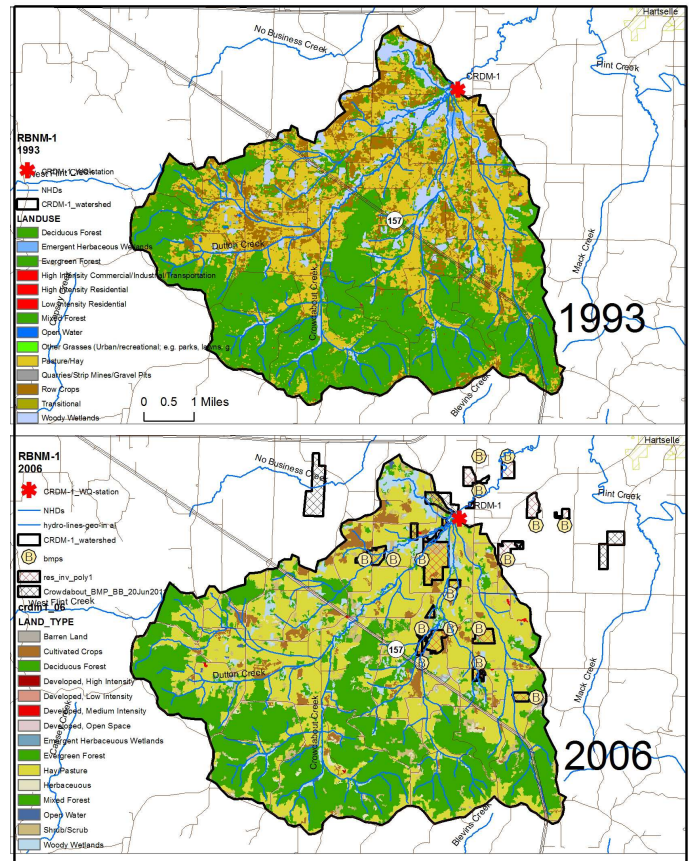 Hartselle
No Business Creek
Flint Creek
CRDM-1
RBNM-1
1993
CRDM-1_WQ-station
West Flint Creek
NHDs
CRDM-1_watershed
LANDUSE
157
Deciduous Forest
Emergent Herbaceous Wetlands
Dutton Creek
Evergreen Forest
High Intensity Commercial/Industrial/Transportation
High Intensity Residential
Low Intensity Residential
Mixed Forest
Crowdabout Creek
Mack Creek
1993
Open Water
Other Grasses (Urban/recreational; e.g. parks, lawns, g
Pasture/Hay
Quarries/Strip Mines/Gravel Pits
Row Crops
Transitional
Woody Wetlands
0 0.5 1 Miles
Blevins Creek
Hartselle
RBNM-1
2006
No Business Creek
Flint Creek
CRDM-1_WQ-station
CRDM-1
NHDs
hydro-lines-geo-in al
CRDM-1_watershed
B B
B
B B
bmps
B B B B
res_inv_poly1
Crowdabout_BMP_BB_20Jun201
West Flint Creek
crdm1_06
B
LAND_TYPE
B B B
Barren Land
Cultivated Crops
157
Deciduous Forest
B B
Dutton Creek
Developed, High Intensity
Developed, Low Intensity
Developed, Medium Intensity
B
Mack Creek
Developed, Open Space
Emergent Herbaceuous Wetlands
Crowdabout Creek
Evergreen Forest
Hay/Pasture
2006
Herbaceuous
Mixed Forest
Open Water
Shrub/Scrub
Woody Wetlands
Blevins Creek